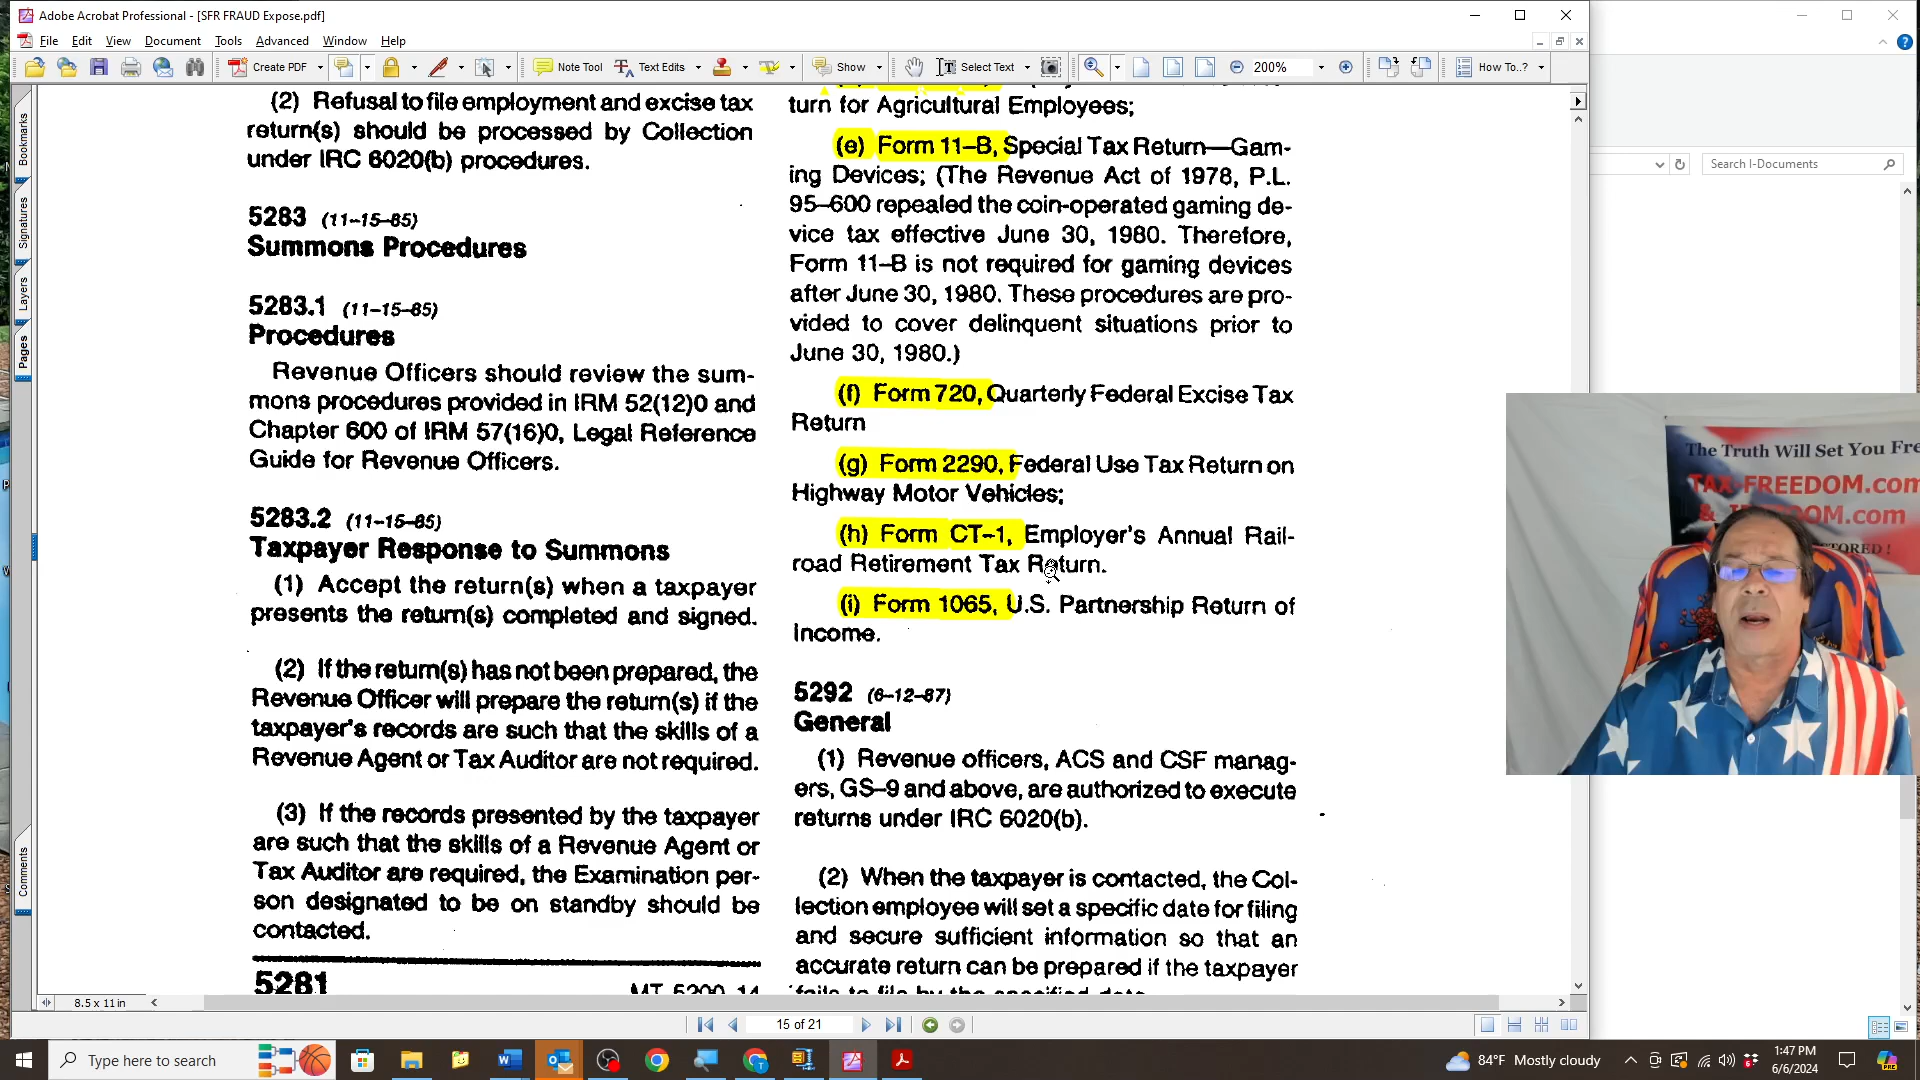 Adobe Acrobat Professional - [SFR FRAUD Expose.pdf]
File Edit View Document Tools Advanced Window Help
Create PDF Note Tool Text Edits Show Select Text 200% How To..?
Bookmarks
Signatures
Layers
Pages
Comments
(2) Refusal to file employment and excise tax
return(s) should be processed by Collection
under IRC 6020(b) procedures.
5283 (11–15–85)
Summons Procedures
5283.1 (11–15–85)
Procedures
Revenue Officers should review the sum-
mons procedures provided in IRM 52(12)0 and
Chapter 600 of IRM 57(16)0, Legal Reference
Guide for Revenue Officers.
5283.2 (11–15–85)
Taxpayer Response to Summons
(1) Accept the return(s) when a taxpayer
presents the return(s) completed and signed.
(2) If the return(s) has not been prepared, the
Revenue Officer will prepare the return(s) if the
taxpayer's records are such that the skills of a
Revenue Agent or Tax Auditor are not required.
(3) If the records presented by the taxpayer
are such that the skills of a Revenue Agent or
Tax Auditor are required, the Examination per-
son designated to be on standby should be
contacted.
5281
MT 5200–14
turn for Agricultural Employees;
(e) Form 11–B, Special Tax Return—Gam-
ing Devices; (The Revenue Act of 1978, P.L.
95–600 repealed the coin-operated gaming de-
vice tax effective June 30, 1980. Therefore,
Form 11–B is not required for gaming devices
after June 30, 1980. These procedures are pro-
vided to cover delinquent situations prior to
June 30, 1980.)
(f) Form 720, Quarterly Federal Excise Tax
Return
(g) Form 2290, Federal Use Tax Return on
Highway Motor Vehicles;
(h) Form CT–1, Employer's Annual Rail-
road Retirement Tax Return.
(i) Form 1065, U.S. Partnership Return of
Income.
5292 (6–12–87)
General
(1) Revenue officers, ACS and CSF manag-
ers, GS–9 and above, are authorized to execute
returns under IRC 6020(b).
(2) When the taxpayer is contacted, the Col-
lection employee will set a specific date for filing
and secure sufficient information so that an
accurate return can be prepared if the taxpayer
fails to file by the specified date.
Search I-Documents
The Truth Will Set You Fre
TAX-FREEDOM.com
&
.com
TORED !
8.5 x 11 in
15 of 21
Type here to search
84°F Mostly cloudy
1:47 PM
6/6/2024